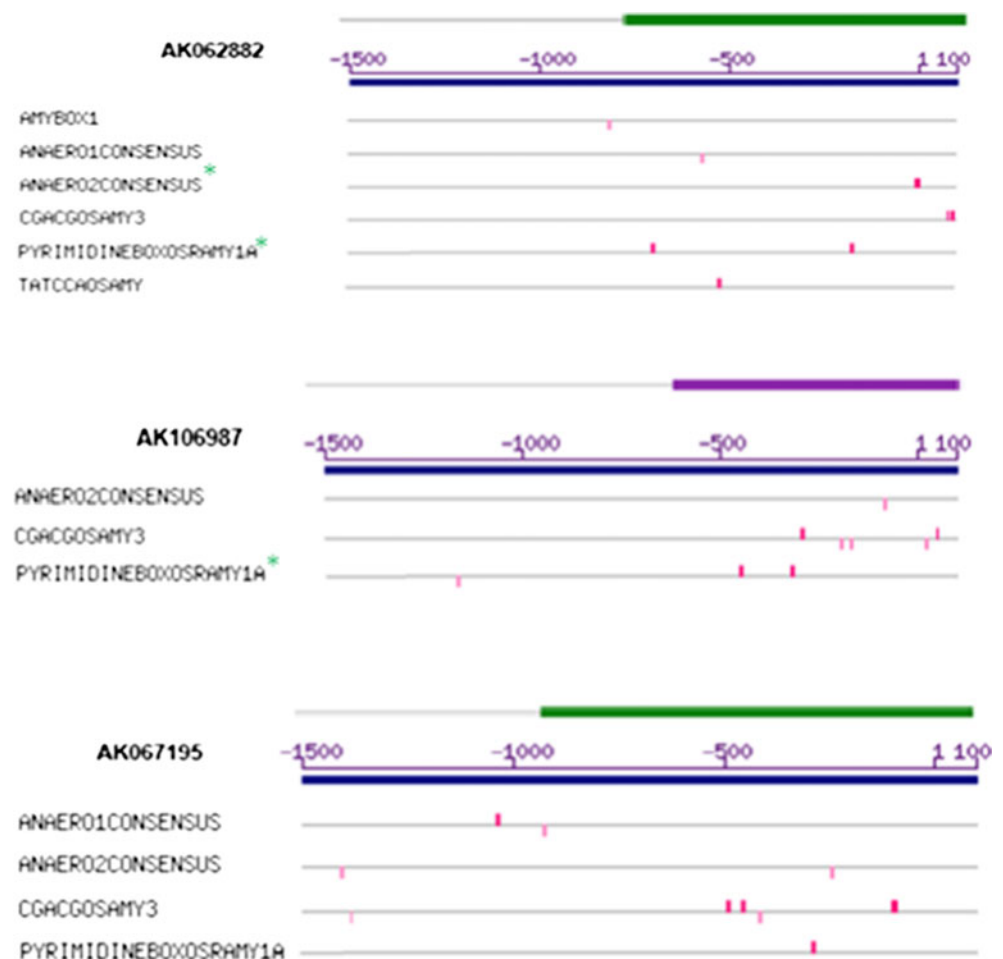 AK062882
-1500 -1000 -500 1 100
AMYBOX1
ANAERO1CONSENSUS
ANAERO2CONSENSUS*
CGACGOSAMY3
PYRIMIDINEBOXOSRAMY1A*
TATCCAOSAMY
AK106987
-1500 -1000 -500 1 100
ANAERO2CONSENSUS
CGACGOSAMY3
PYRIMIDINEBOXOSRAMY1A*
AK067195
-1500 -1000 -500 1 100
ANAERO1CONSENSUS
ANAERO2CONSENSUS
CGACGOSAMY3
PYRIMIDINEBOXOSRAMY1A